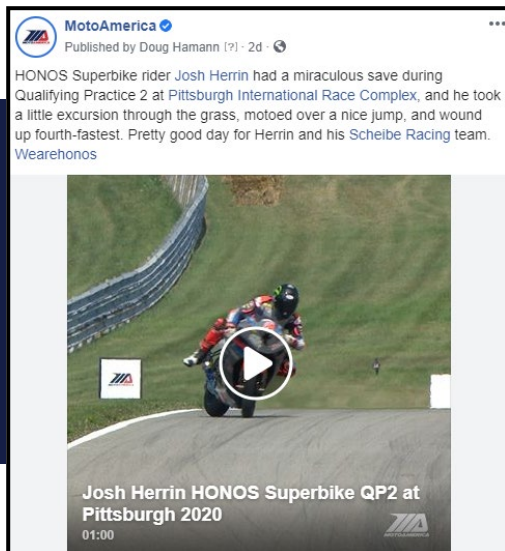 MotoAmerica
Published by Doug Hamann [?] · 2d ·
HONOS Superbike rider Josh Herrin had a miraculous save during
Qualifying Practice 2 at Pittsburgh International Race Complex, and he took
a little excursion through the grass, motoed over a nice jump, and wound
up fourth-fastest. Pretty good day for Herrin and his Scheibe Racing team.
Wearehonos
Josh Herrin HONOS Superbike QP2 at
Pittsburgh 2020
01:00
MOTOAMERICA